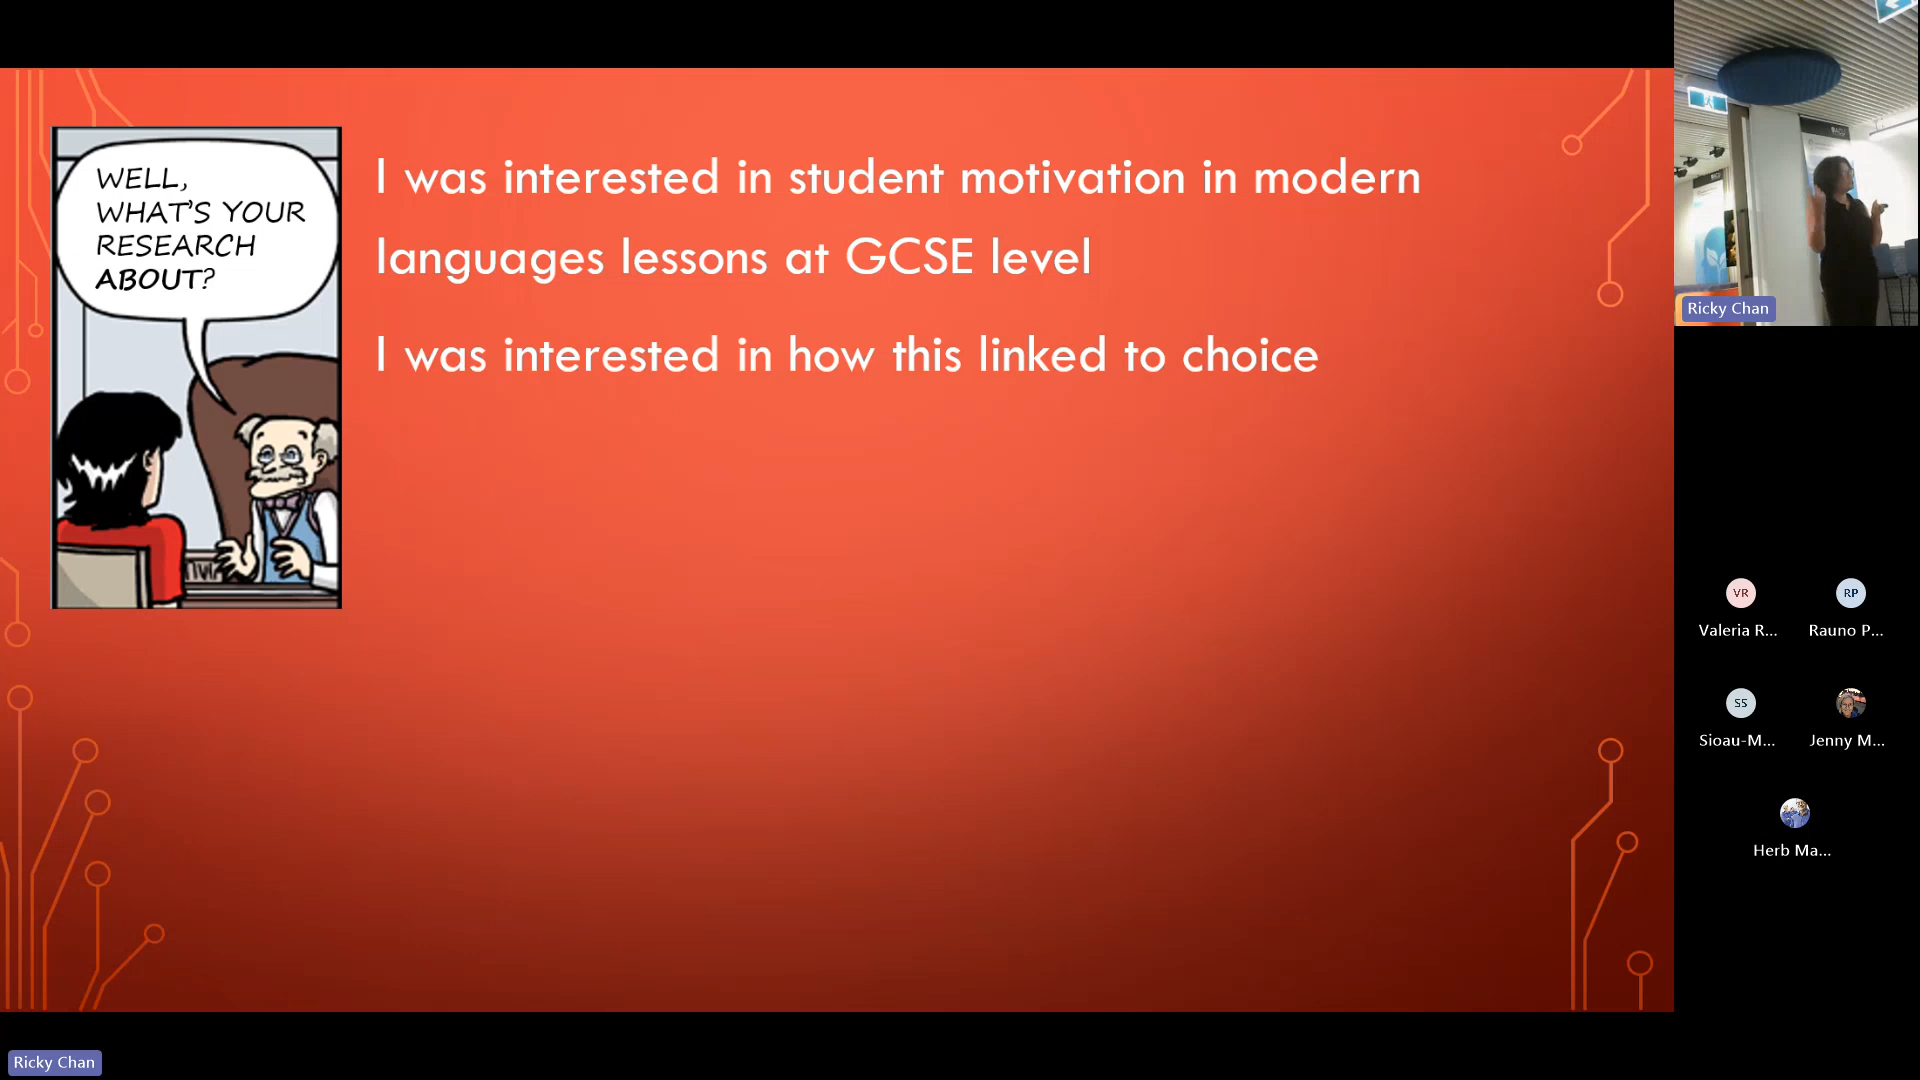 WELL,
WHAT'S YOUR
RESEARCH
ABOUT?
I was interested in student motivation in modern
languages lessons at GCSE level
I was interested in how this linked to choice
Ricky Chan
VR
RP
Valeria R...
Rauno P...
SS
Sioau-M...
Jenny M...
Herb Ma...
Ricky Chan